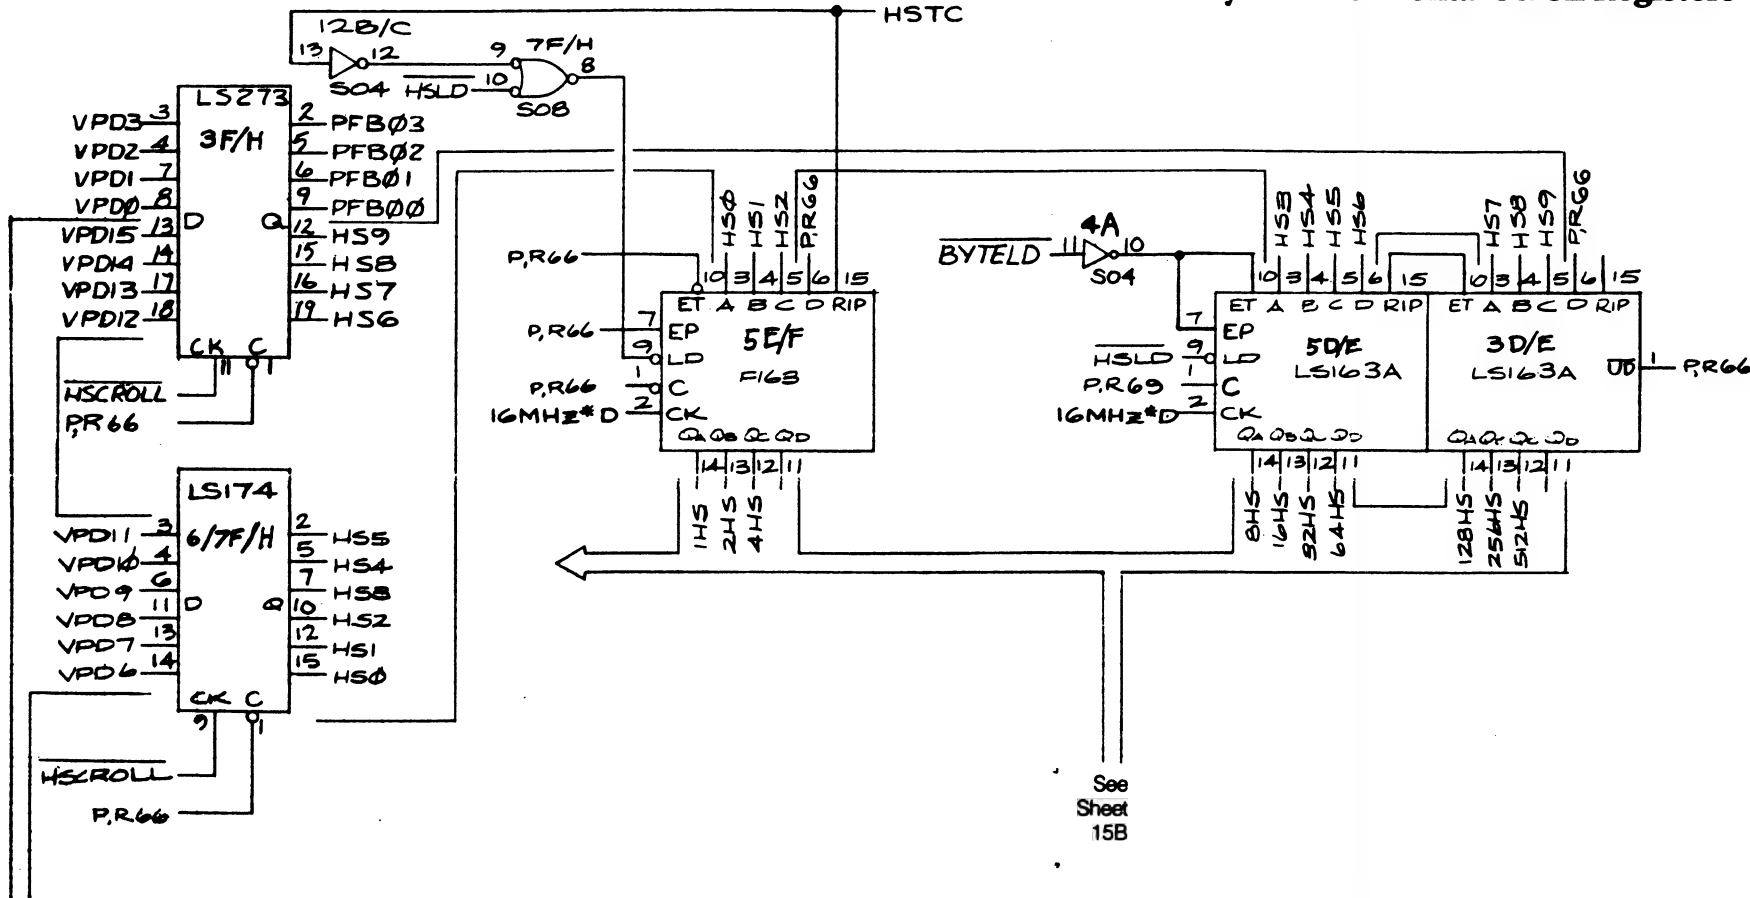 HSTC
12B/C
13 12
S04
7F/H
9
10
8
HSLD
S08
LS273
3F/H
VPD3 3
VPD2 4
VPD1 7
VPDØ 8
VPD15 13
VPD14 14
VPD13 17
VPD12 18
D
Q
2 PFBØ3
5 PFBØ2
6 PFBØ1
9 PFBØ0
12 HS9
15 HS8
16 HS7
19 HS6
CK C
11 1
HSCROLL
P,R66
LS174
6/7F/H
VPD11 3
VPD1Ø 4
VPD9 6
VPD8 11
VPD7 13
VPD6 14
D
Q
2 HS5
5 HS4
7 HS3
10 HS2
12 HS1
15 HSØ
CK C
9 1
HSCROLL
P,R66
P,R66
HSØ HS1 HS2 P,R66
10 3 4 5 6 15
ET A B C D RIP
P,R66 7 EP
5E/F
9 LD
F163
P,R66 1 C
16MHz*D 2 CK
QA QB QC QD
14 13 12 11
1HS 2HS 4HS
BYTELD 11
4A
10
S04
HS3 HS4 HS5 HS6
10 3 4 5 6 15
ET A B C D RIP
7 EP
5D/E
HSLD 9 LD
LS163A
P,R69 1 C
16MHz*D 2 CK
QA QB QC QD
14 13 12 11
8HS 16HS 32HS 64HS
HS7 HS8 HS9 P,R66
10 3 4 5 6 15
ET A B C D RIP
3D/E
LS163A
1 P,R66
14 13 12 11
128HS 256HS 512HS
See
Sheet
15B